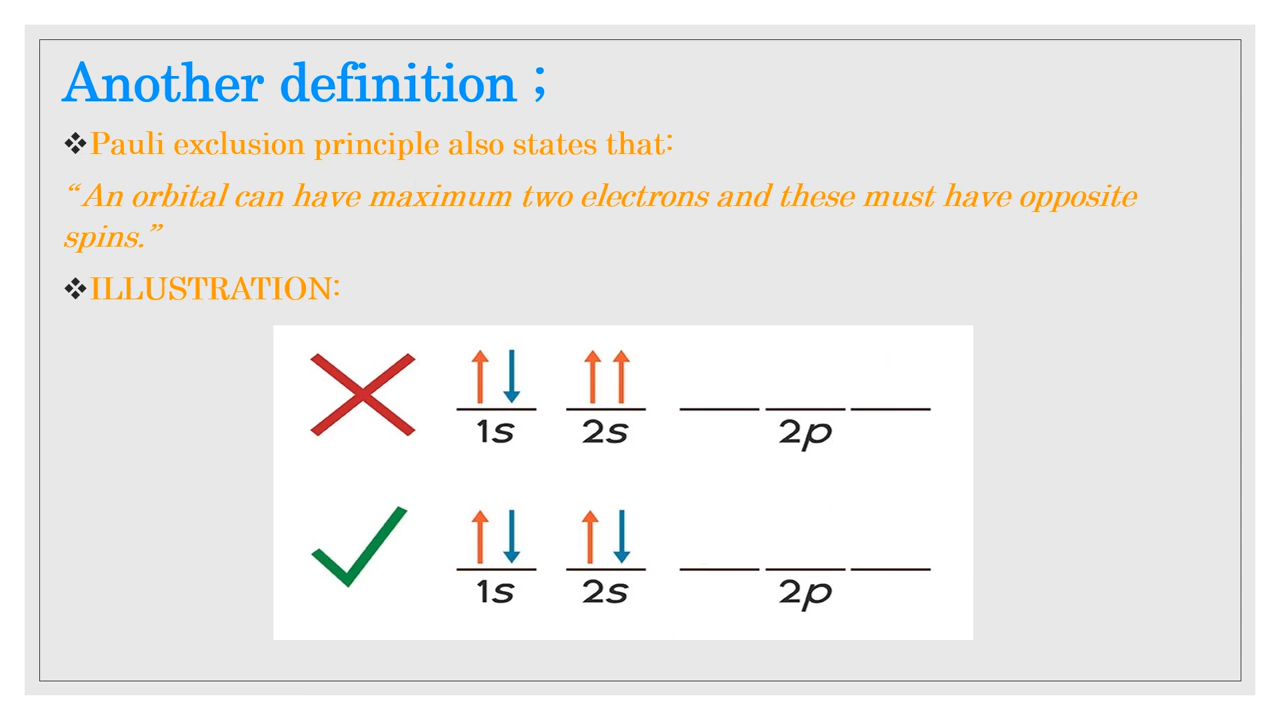 Another definition ;
❖Pauli exclusion principle also states that:
“An orbital can have maximum two electrons and these must have opposite
spins.”
❖ILLUSTRATION:
1s 2s 2p
1s 2s 2p